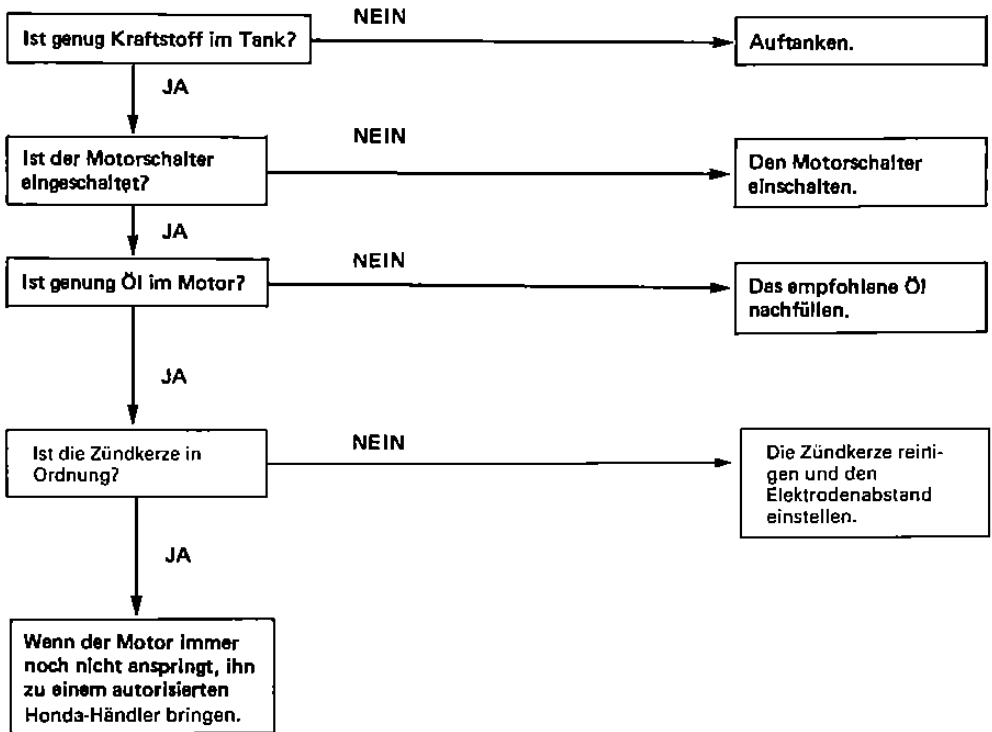 Ist genug Kraftstoff im Tank?
NEIN
Auftanken.
JA
Ist der Motorschalter
eingeschaltet?
NEIN
Den Motorschalter
einschalten.
JA
Ist genung Öl im Motor?
NEIN
Das empfohlene Öl
nachfüllen.
JA
Ist die Zündkerze in
Ordnung?
NEIN
Die Zündkerze reini-
gen und den
Elektrodenabstand
einstellen.
JA
Wenn der Motor immer
noch nicht anspringt, ihn
zu einem autorisierten
Honda-Händler bringen.